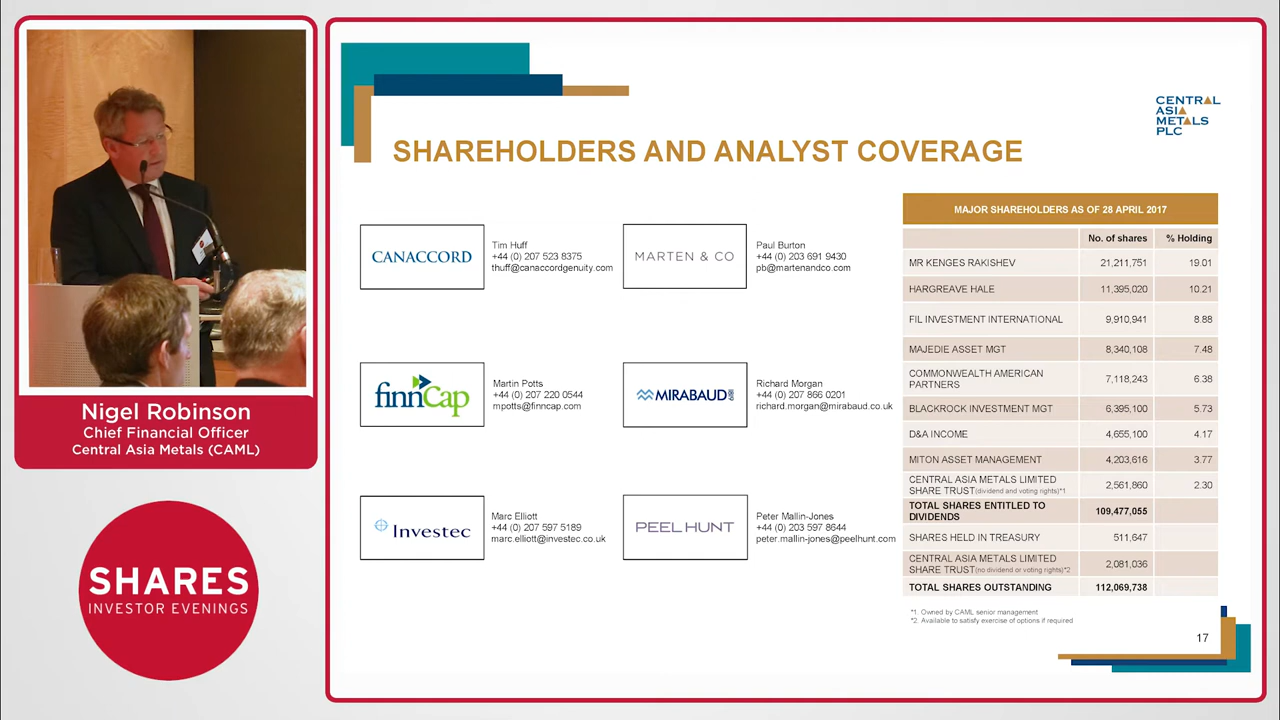 Nigel Robinson
Chief Financial Officer
Central Asia Metals (CAML)
SHARES
INVESTOR EVENINGS
CENTRAL
ASIA
METALS
PLC
SHAREHOLDERS AND ANALYST COVERAGE
CANACCORD
Tim Huff
+44 (0) 207 523 8375
thuff@canaccordgenuity.com
MARTEN & CO
Paul Burton
+44 (0) 203 691 9430
pb@martenandco.com
finnCap
Martin Potts
+44 (0) 207 220 0544
mpotts@finncap.com
MIRABAUD
Richard Morgan
+44 (0) 207 866 0201
richard.morgan@mirabaud.co.uk
Investec
Marc Elliott
+44 (0) 207 597 5189
marc.elliott@investec.co.uk
PEEL HUNT
Peter Mallin-Jones
+44 (0) 203 597 8644
peter.mallin-jones@peelhunt.com
MAJOR SHAREHOLDERS AS OF 28 APRIL 2017
No. of shares % Holding
MR KENGES RAKISHEV 21,211,751 19.01
HARGREAVE HALE 11,395,020 10.21
FIL INVESTMENT INTERNATIONAL 9,910,941 8.88
MAJEDIE ASSET MGT 8,340,108 7.48
COMMONWEALTH AMERICAN
PARTNERS 7,118,243 6.38
BLACKROCK INVESTMENT MGT 6,395,100 5.73
D&A INCOME 4,655,100 4.17
MITON ASSET MANAGEMENT 4,203,616 3.77
CENTRAL ASIA METALS LIMITED
SHARE TRUST(dividend and voting rights)*1 2,561,860 2.30
TOTAL SHARES ENTITLED TO
DIVIDENDS 109,477,055
SHARES HELD IN TREASURY 511,647
CENTRAL ASIA METALS LIMITED
SHARE TRUST(no dividend or voting rights)*2 2,081,036
TOTAL SHARES OUTSTANDING 112,069,738
*1. Owned by CAML senior management
*2. Available to satisfy exercise of options if required
17